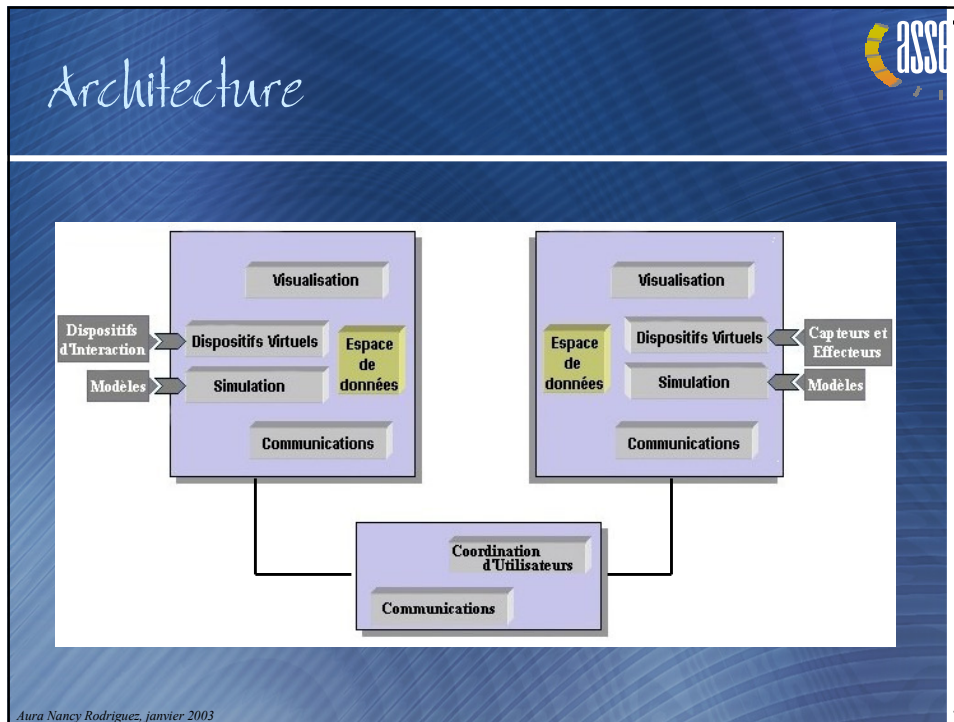 Architecture
asse
Visualisation
Dispositifs
d'Interaction
Dispositifs Virtuels
Espace
de
données
Modèles
Simulation
Communications
Visualisation
Espace
de
données
Dispositifs Virtuels
Capteurs et
Effecteurs
Simulation
Modèles
Communications
Coordination
d'Utilisateurs
Communications
Aura Nancy Rodriguez, janvier 2003